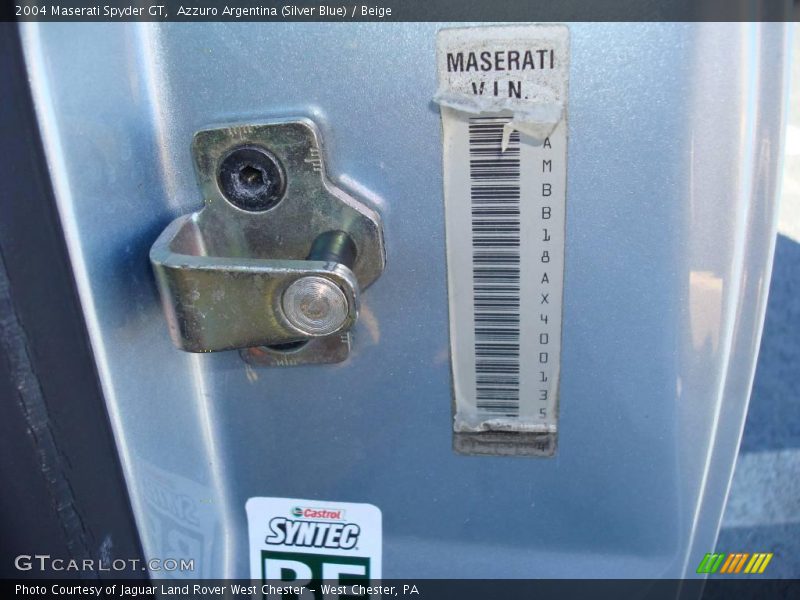 2004 Maserati Spyder GT,  Azzuro Argentina (Silver Blue) / Beige
MASERATI
V.I.N.
AMBB18AX4001354
Castrol
SYNTEC
GTCARLOT.COM
Photo Courtesy of Jaguar Land Rover West Chester - West Chester, PA